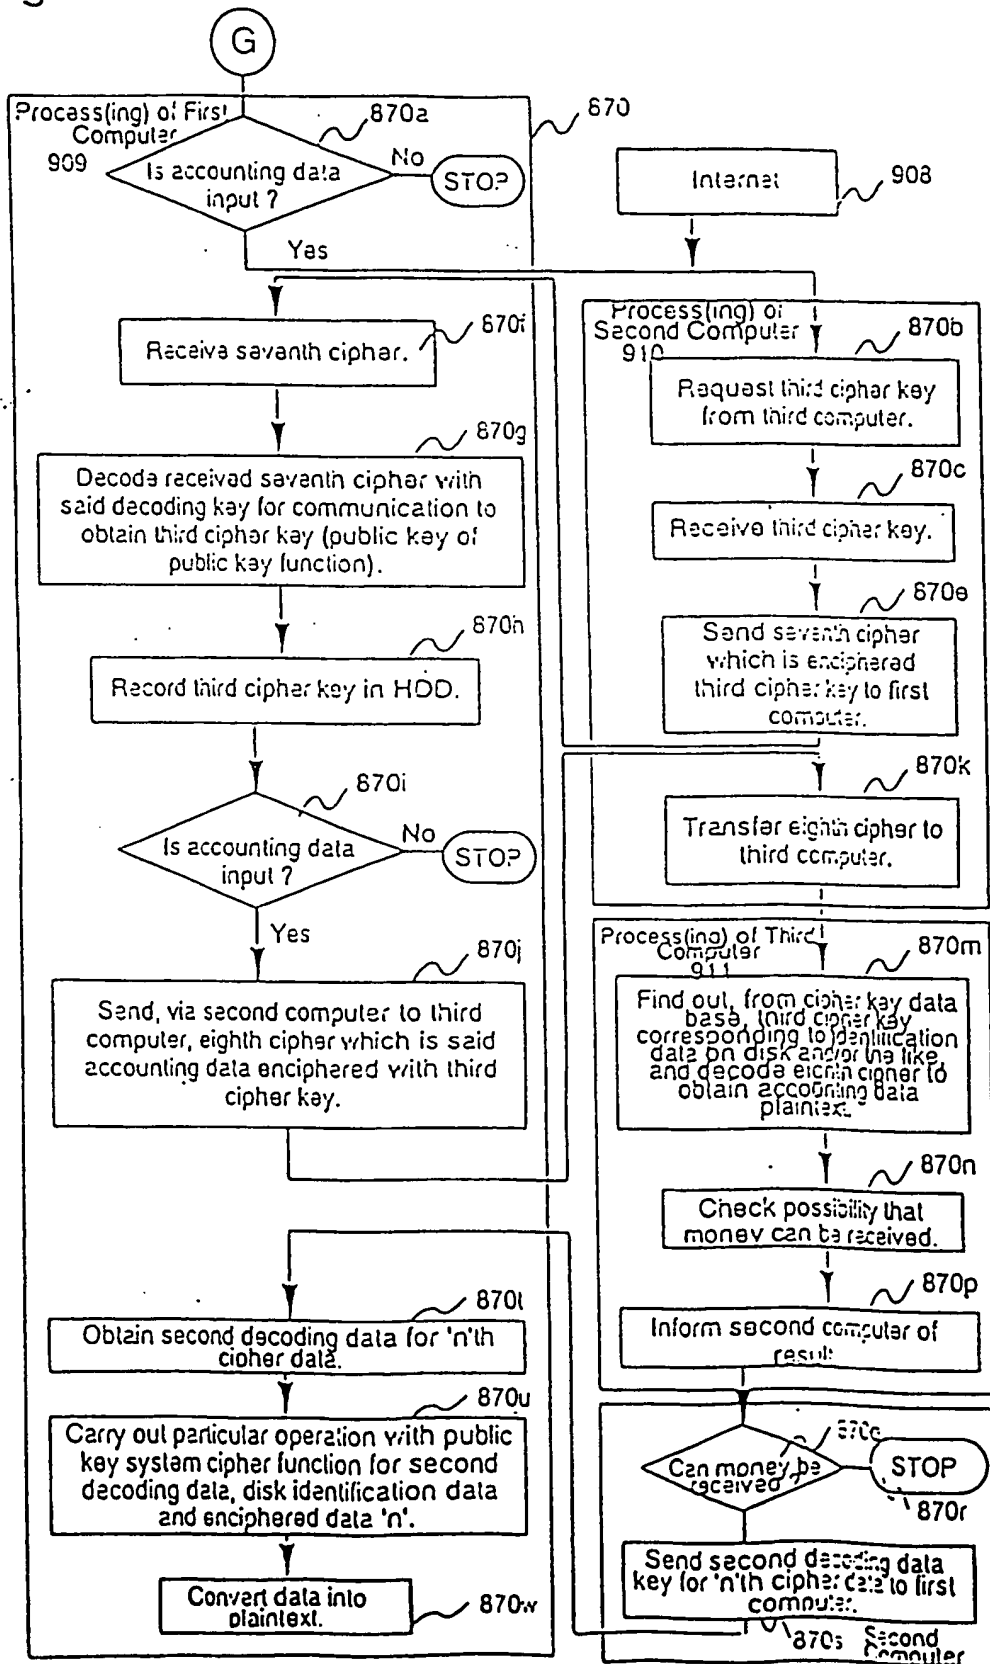 G
Process(ing) of First
Computer
909
870a
870
Is accounting data
input ?
No
STOP
Yes
Internet
908
870f
Receive seventh cipher.
870g
Decode received seventh cipher with
said decoding key for communication to
obtain third cipher key (public key of
public key function).
870h
Record third cipher key in HDD.
870i
Is accounting data
input ?
No
STOP
Yes
870j
Send, via second computer to third
computer, eighth cipher which is said
accounting data enciphered with third
cipher key.
870t
Obtain second decoding data for 'n'th
cipher data.
870u
Carry out particular operation with public
key system cipher function for second
decoding data, disk identification data
and enciphered data 'n'.
Convert data into
plaintext.
870w
Process(ing) of
Second Computer
910
870b
Request third cipher key
from third computer.
870c
Receive third cipher key.
870e
Send seventh cipher
which is enciphered
third cipher key to first
computer.
870k
Transfer eighth cipher to
third computer.
Process(ing) of Third
Computer
911
870m
Find out, from cipher key data
base, third cipher key
corresponding to identification
data on disk and/or the like,
and decode eighth cipher to
obtain accounting data
plaintext.
870n
Check possibility that
money can be received.
870p
Inform second computer of
result
Can money be
received
STOP
870r
Send second decoding data
key for 'n'th cipher data to first
computer.
870s
Second
Computer